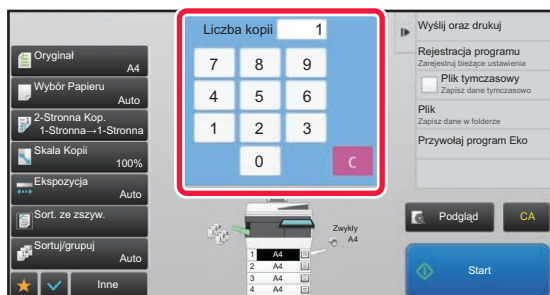 Oryginał
A4
Wybór Papieru
Auto
2-Stronna Kop.
1-Stronna→1-Stronna
Skala Kopii
100%
Ekspozycja
Auto
Sort. ze zszyw.
Sortuj/grupuj
Auto
Inne
Liczba kopii 1
7 8 9
4 5 6
1 2 3
0 C
Zwykły
A4
1 A4
2 A4
3 A4
4 A4
Wyślij oraz drukuj
Rejestracja programu
Zarejestruj bieżące ustawienia
Plik tymczasowy
Zapisz dane tymczasowo
Plik
Zapisz dane w folderze
Przywołaj program Eko
Podgląd CA
Start